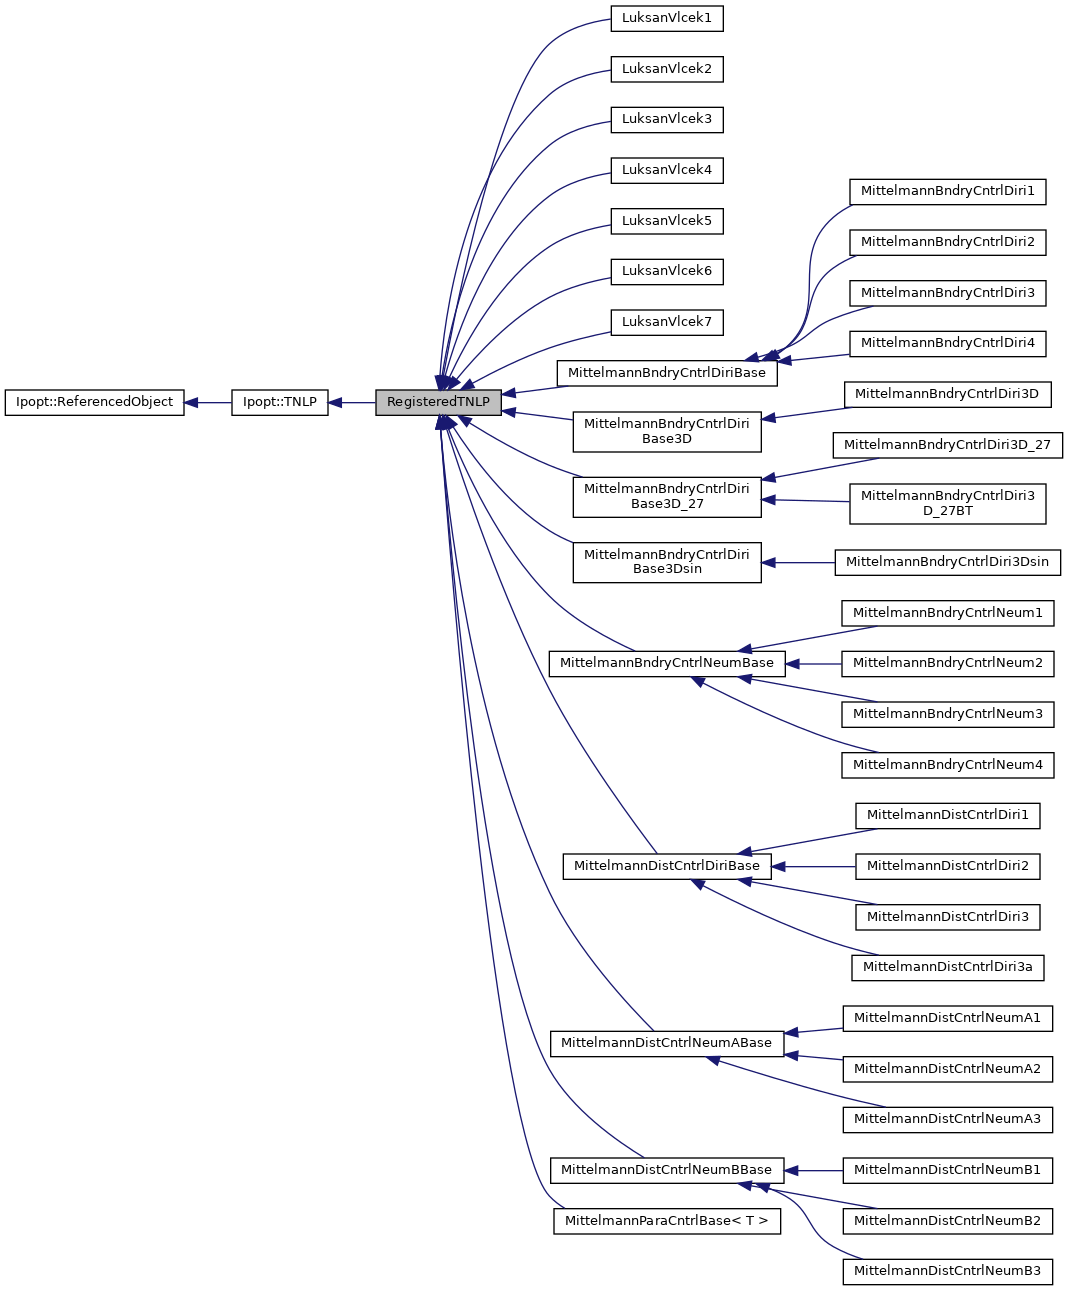 Ipopt::ReferencedObject
Ipopt::TNLP
RegisteredTNLP
LuksanVlcek1
LuksanVlcek2
LuksanVlcek3
LuksanVlcek4
LuksanVlcek5
LuksanVlcek6
LuksanVlcek7
MittelmannBndryCntrlDiriBase
MittelmannBndryCntrlDiri
Base3D
MittelmannBndryCntrlDiri
Base3D_27
MittelmannBndryCntrlDiri
Base3Dsin
MittelmannBndryCntrlNeumBase
MittelmannDistCntrlDiriBase
MittelmannDistCntrlNeumABase
MittelmannDistCntrlNeumBBase
MittelmannParaCntrlBase< T >
MittelmannBndryCntrlDiri1
MittelmannBndryCntrlDiri2
MittelmannBndryCntrlDiri3
MittelmannBndryCntrlDiri4
MittelmannBndryCntrlDiri3D
MittelmannBndryCntrlDiri3D_27
MittelmannBndryCntrlDiri3
D_27BT
MittelmannBndryCntrlDiri3Dsin
MittelmannBndryCntrlNeum1
MittelmannBndryCntrlNeum2
MittelmannBndryCntrlNeum3
MittelmannBndryCntrlNeum4
MittelmannDistCntrlDiri1
MittelmannDistCntrlDiri2
MittelmannDistCntrlDiri3
MittelmannDistCntrlDiri3a
MittelmannDistCntrlNeumA1
MittelmannDistCntrlNeumA2
MittelmannDistCntrlNeumA3
MittelmannDistCntrlNeumB1
MittelmannDistCntrlNeumB2
MittelmannDistCntrlNeumB3